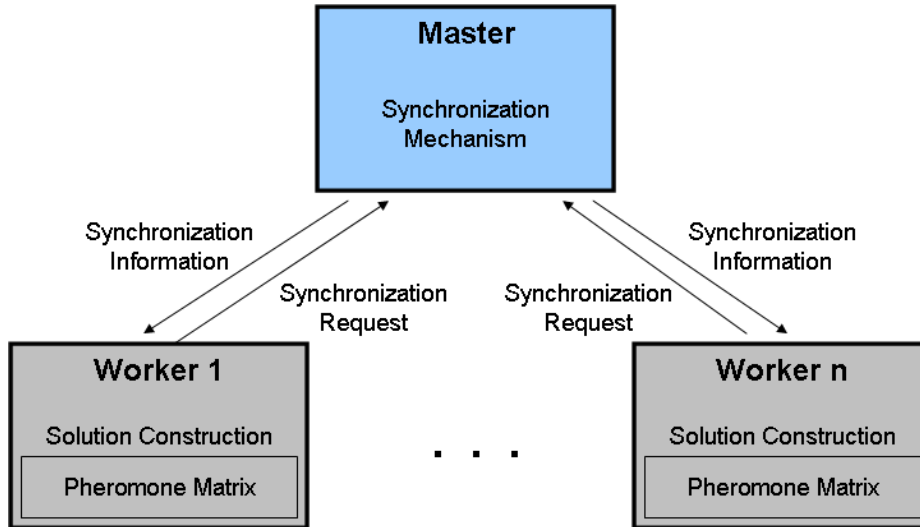 Master
Synchronization
Mechanism
Synchronization
Information
Synchronization
Request
Synchronization
Request
Synchronization
Information
Worker 1
Solution Construction
Pheromone Matrix
. . .
Worker n
Solution Construction
Pheromone Matrix